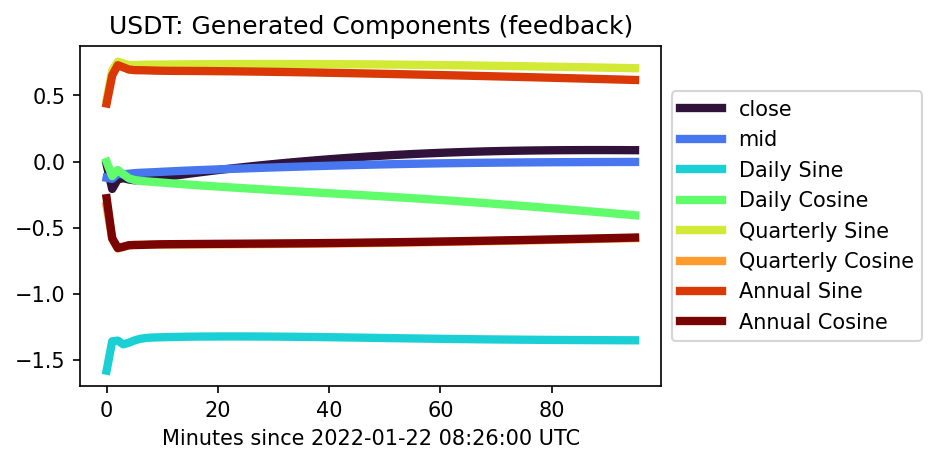 USDT: Generated Components (feedback)
0.5
0.0
−0.5
−1.0
−1.5
0
20
40
60
80
Minutes since 2022-01-22 08:26:00 UTC
close
mid
Daily Sine
Daily Cosine
Quarterly Sine
Quarterly Cosine
Annual Sine
Annual Cosine